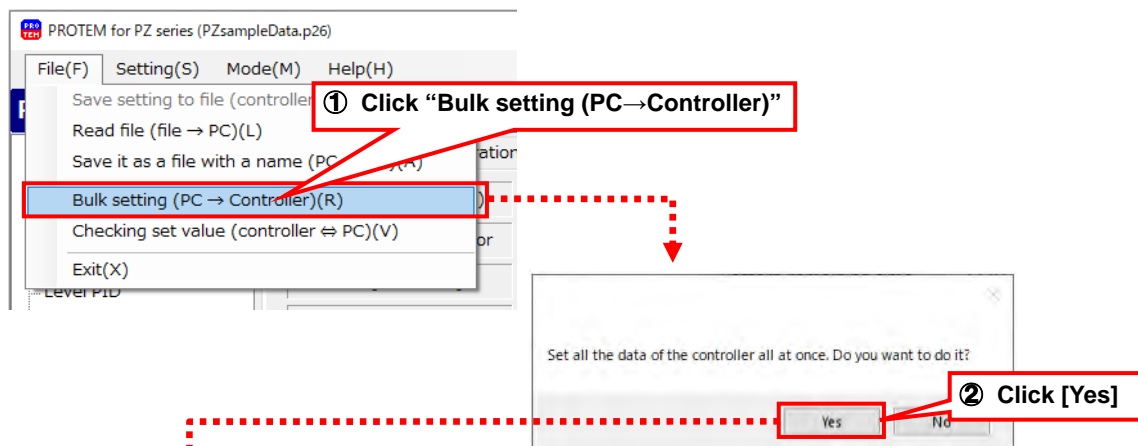 PRO
TEM
PROTEM for PZ series (PZsampleData.p26)
File(F) Setting(S) Mode(M) Help(H)
Save setting to file (controller
① Click “Bulk setting (PC→Controller)”
Read file (file → PC)(L)
Save it as a file with a name (PC
Bulk setting (PC → Controller)(R)
Checking set value (controller ⇔ PC)(V)
Exit(X)
Level PID
Set all the data of the controller all at once. Do you want to do it?
② Click [Yes]
Yes No